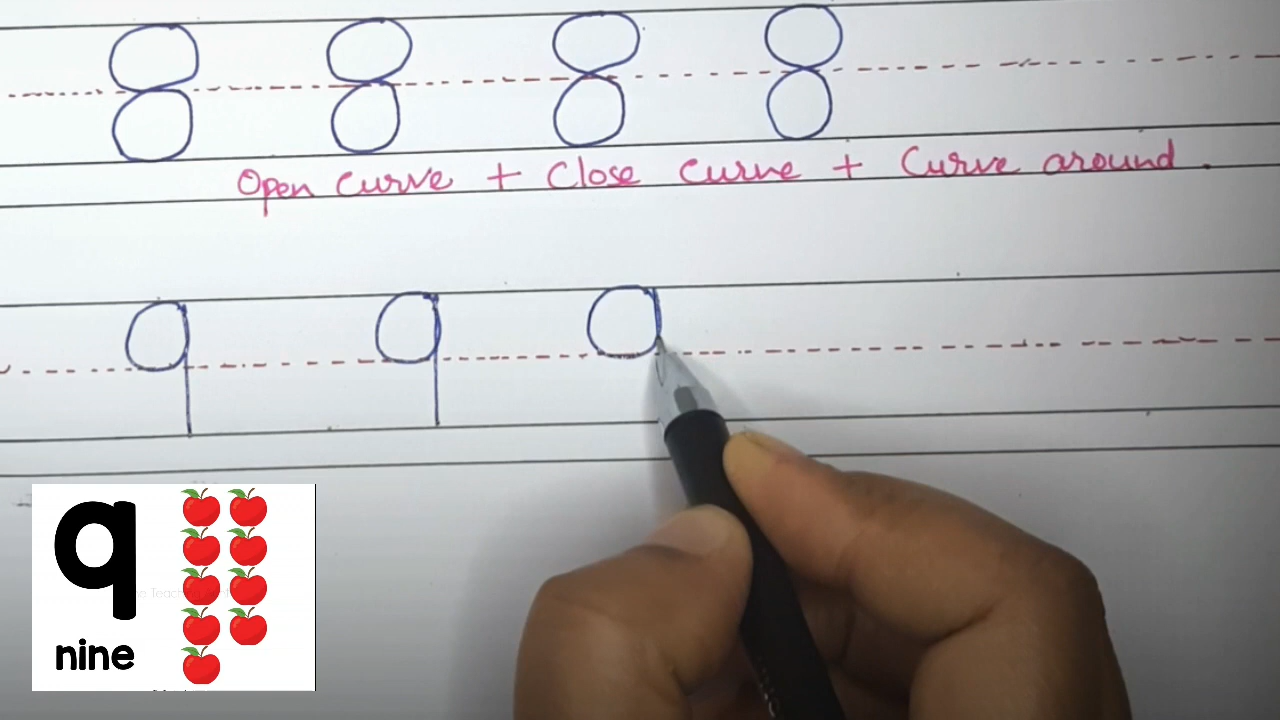 8 8 8 8
Open curve + Close curve + Curve around.
9 9 9
9
nine